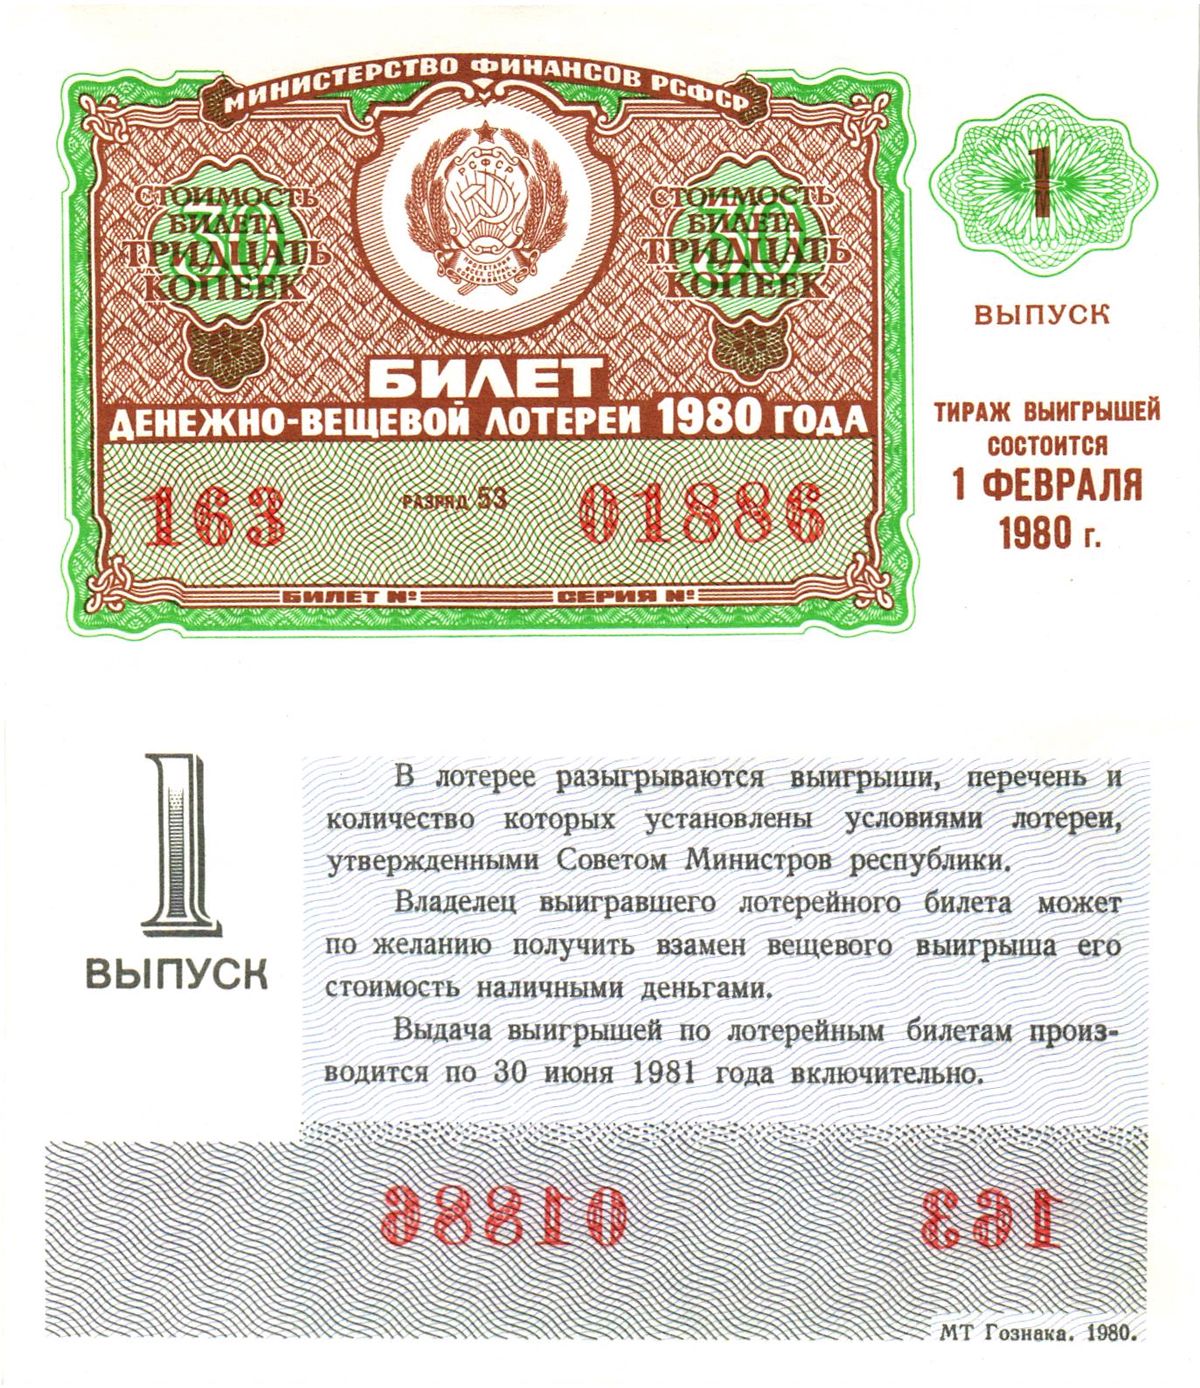 МИНИСТЕРСТВО ФИНАНСОВ РСФСР
РСФСР
СТОИМОСТЬ
БИЛЕТА
ТРИДЦАТЬ
КОПЕЕК
30
СТОИМОСТЬ
БИЛЕТА
ТРИДЦАТЬ
КОПЕЕК
30
БИЛЕТ
ДЕНЕЖНО-ВЕЩЕВОЙ ЛОТЕРЕИ 1980 ГОДА
163 РАЗРЯД 53 01886
БИЛЕТ № СЕРИЯ №
1
ВЫПУСК
ТИРАЖ ВЫИГРЫШЕЙ
СОСТОИТСЯ
1 ФЕВРАЛЯ
1980 г.
1
ВЫПУСК
В лотерее разыгрываются выигрыши, перечень и
количество которых установлены условиями лотереи,
утвержденными Советом Министров республики.
Владелец выигравшего лотерейного билета может
по желанию получить взамен вещевого выигрыша его
стоимость наличными деньгами.
Выдача выигрышей по лотерейным билетам произ-
водится по 30 июня 1981 года включительно.
01886 163
МТ Гознака. 1980.